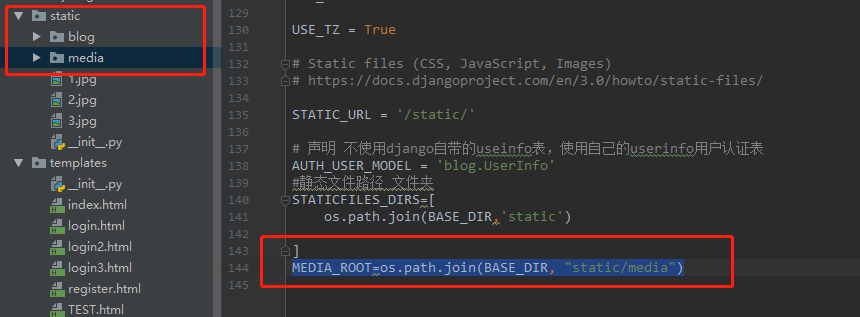 static
blog
media
1.jpg
2.jpg
3.jpg
__init__.py
templates
__init__.py
index.html
login.html
login2.html
login3.html
register.html
TEST.html
129
130 USE_TZ = True
131
132 # Static files (CSS, JavaScript, Images)
133 # https://docs.djangoproject.com/en/3.0/howto/static-files/
134
135 STATIC_URL = '/static/'
136
137 # 声明 不使用django自带的useinfo表，使用自己的userinfo用户认证表
138 AUTH_USER_MODEL = 'blog.UserInfo'
139 #静态文件路径 文件夹
140 STATICFILES_DIRS=[
141 os.path.join(BASE_DIR,'static')
142
143 ]
144 MEDIA_ROOT=os.path.join(BASE_DIR, "static/media")
145